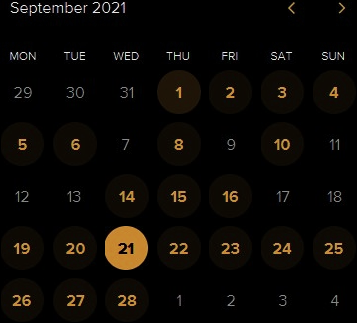 September 2021
MON TUE WED THU FRI SAT SUN
29 30 31 1 2 3 4
5 6 7 8 9 10 11
12 13 14 15 16 17 18
19 20 21 22 23 24 25
26 27 28 1 2 3 4